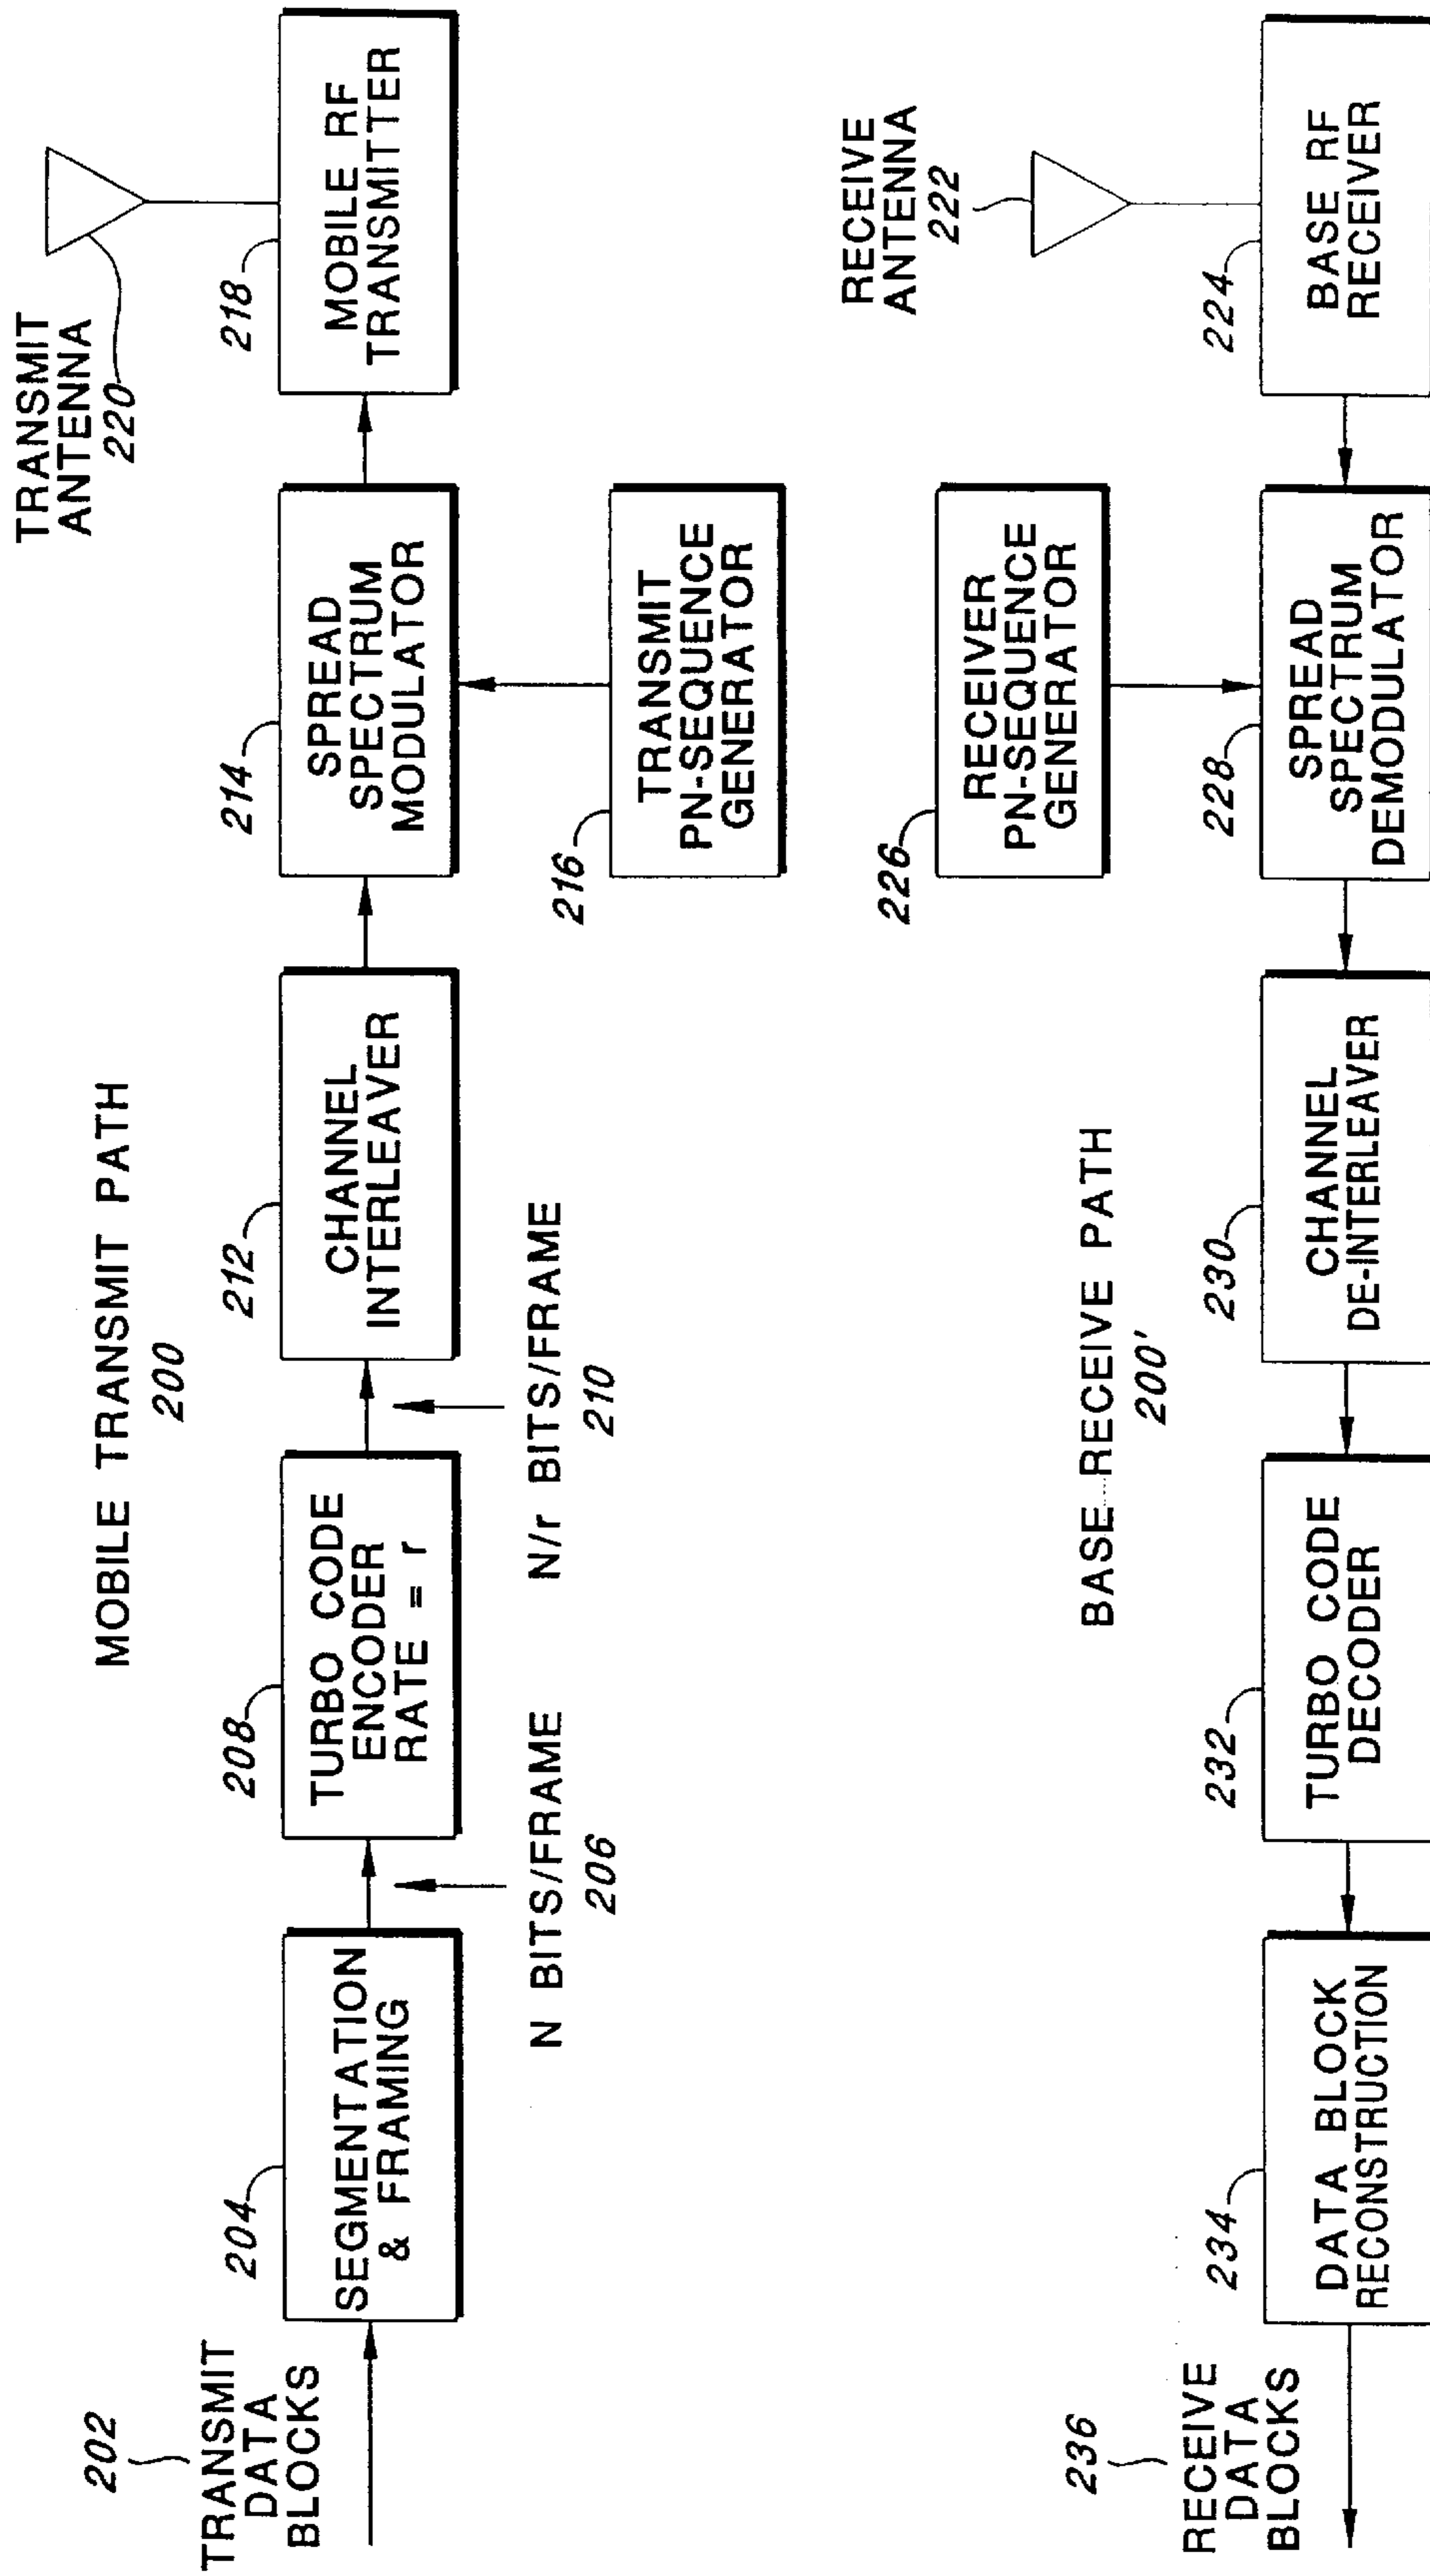 MOBILE TRANSMIT PATH
200
TRANSMIT
ANTENNA
220
202
TRANSMIT
DATA
BLOCKS
204
SEGMENTATION
& FRAMING
N BITS/FRAME
206
208
TURBO CODE
ENCODER
RATE = r
N/r BITS/FRAME
210
212
CHANNEL
INTERLEAVER
214
SPREAD
SPECTRUM
MODULATOR
216
TRANSMIT
PN-SEQUENCE
GENERATOR
218
MOBILE RF
TRANSMITTER
BASE RECEIVE PATH
200'
RECEIVE
ANTENNA
222
236
RECEIVE
DATA
BLOCKS
234
DATA BLOCK
RECONSTRUCTION
232
TURBO CODE
DECODER
230
CHANNEL
DE-INTERLEAVER
226
RECEIVER
PN-SEQUENCE
GENERATOR
228
SPREAD
SPECTRUM
DEMODULATOR
224
BASE RF
RECEIVER